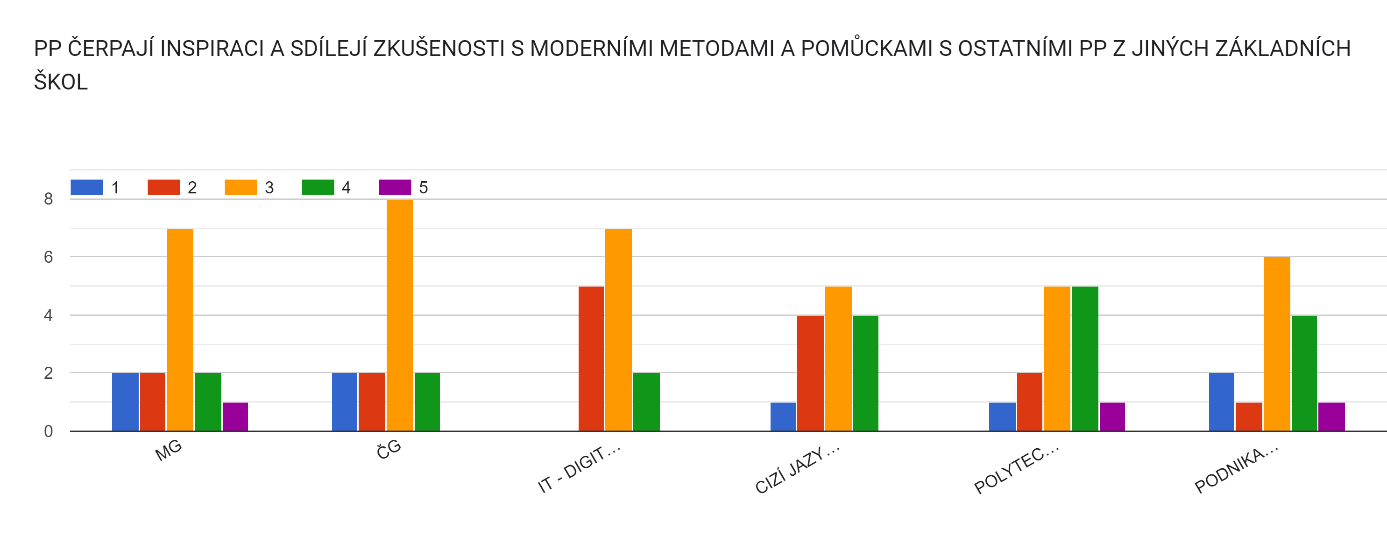 PP ČERPAJÍ INSPIRACI A SDÍLEJÍ ZKUŠENOSTI S MODERNÍMI METODAMI A POMŮCKAMI S OSTATNÍMI PP Z JINÝCH ZÁKLADNÍCH
ŠKOL
1 2 3 4 5
8
6
4
2
0
MG ČG IT - DIGIT... CIZÍ JAZY... POLYTEC... PODNIKA...